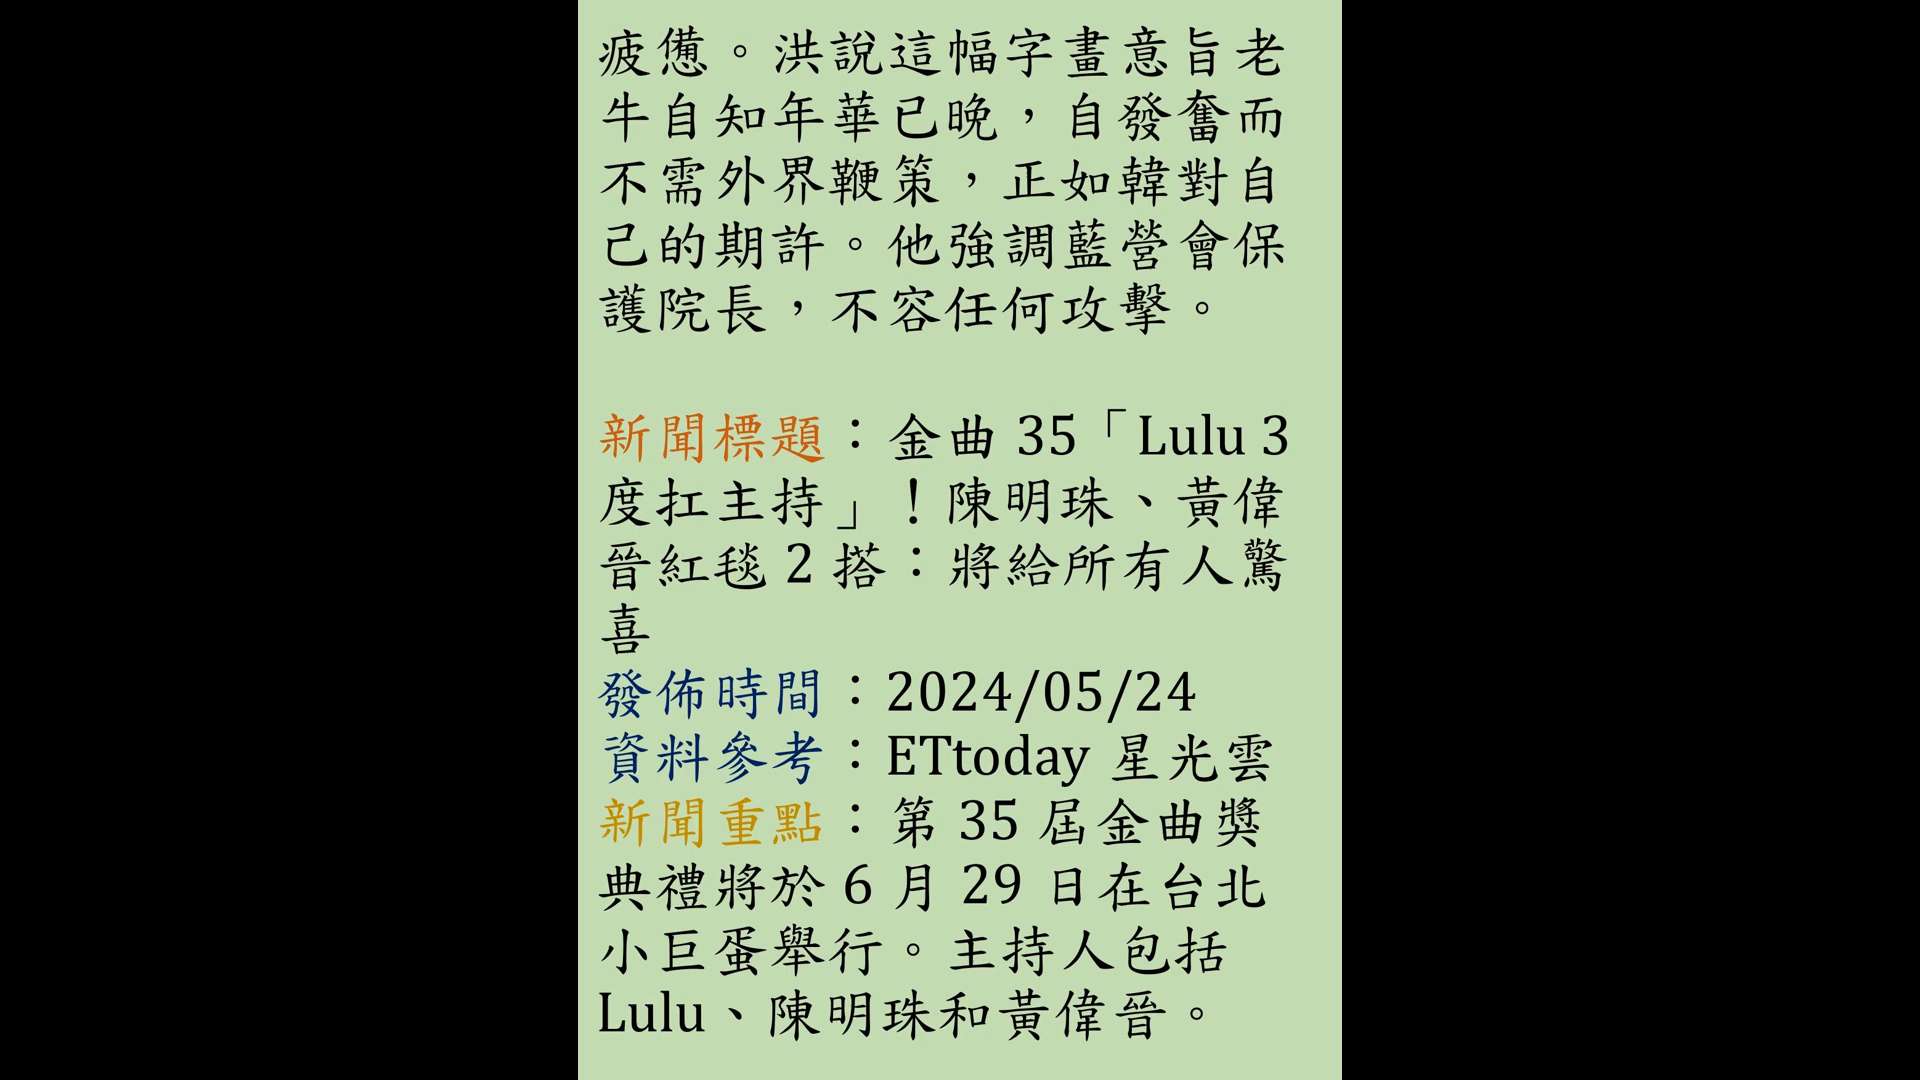 疲憊。洪說這幅字畫意旨老
牛自知年華已晚，自發奮而
不需外界鞭策，正如韓對自
己的期許。他強調藍營會保
護院長，不容任何攻擊。
新聞標題：金曲 35「Lulu 3
度扛主持」！陳明珠、黃偉
晉紅毯 2 搭：將給所有人驚
喜
發佈時間：2024/05/24
資料參考：ETtoday 星光雲
新聞重點：第 35 屆金曲獎
典禮將於 6 月 29 日在台北
小巨蛋舉行。主持人包括
Lulu、陳明珠和黃偉晉。